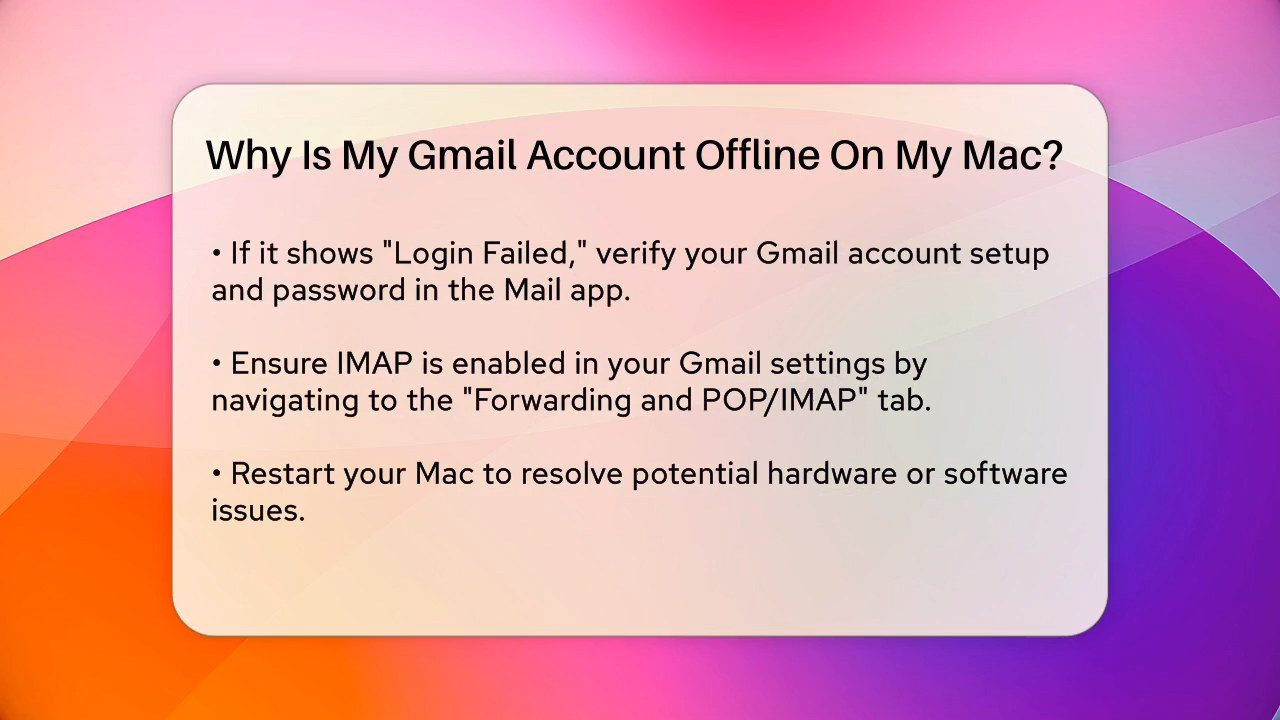 Why Is My Gmail Account Offline On My Mac?
• If it shows "Login Failed," verify your Gmail account setup
and password in the Mail app.
• Ensure IMAP is enabled in your Gmail settings by
navigating to the "Forwarding and POP/IMAP" tab.
• Restart your Mac to resolve potential hardware or software
issues.